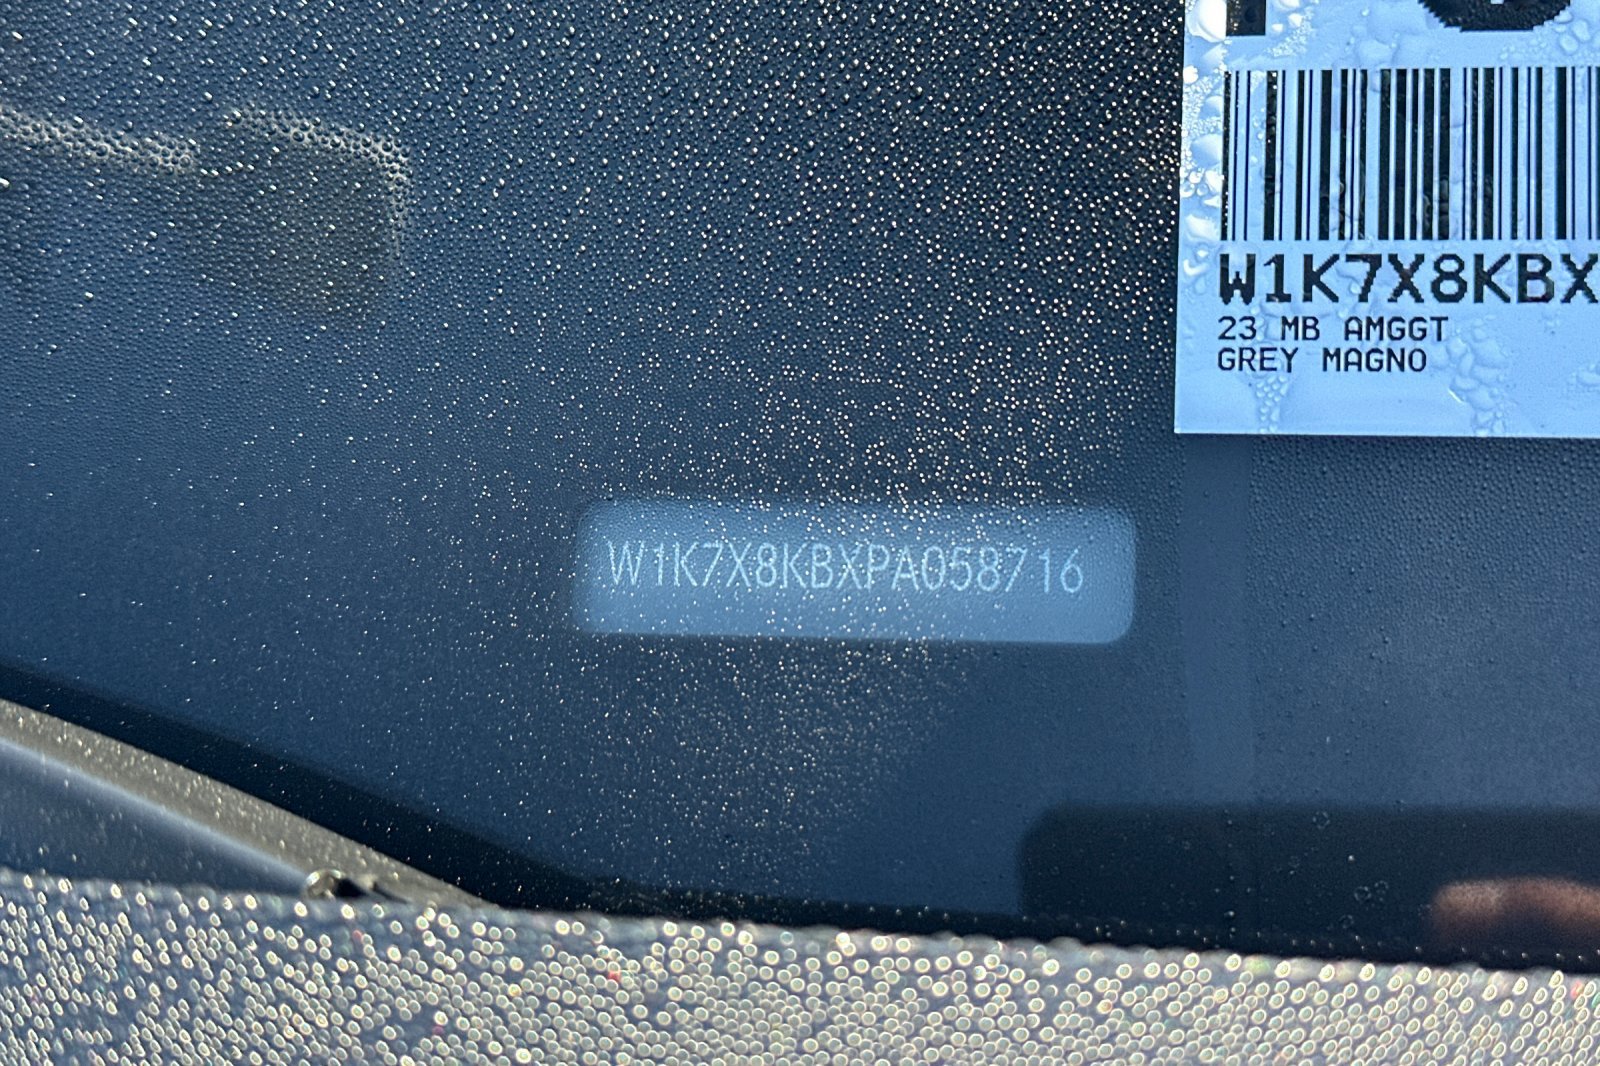 W1K7X8KBX
23 MB AMGGT
GREY MAGNO
W1K7X8KBXPA058716